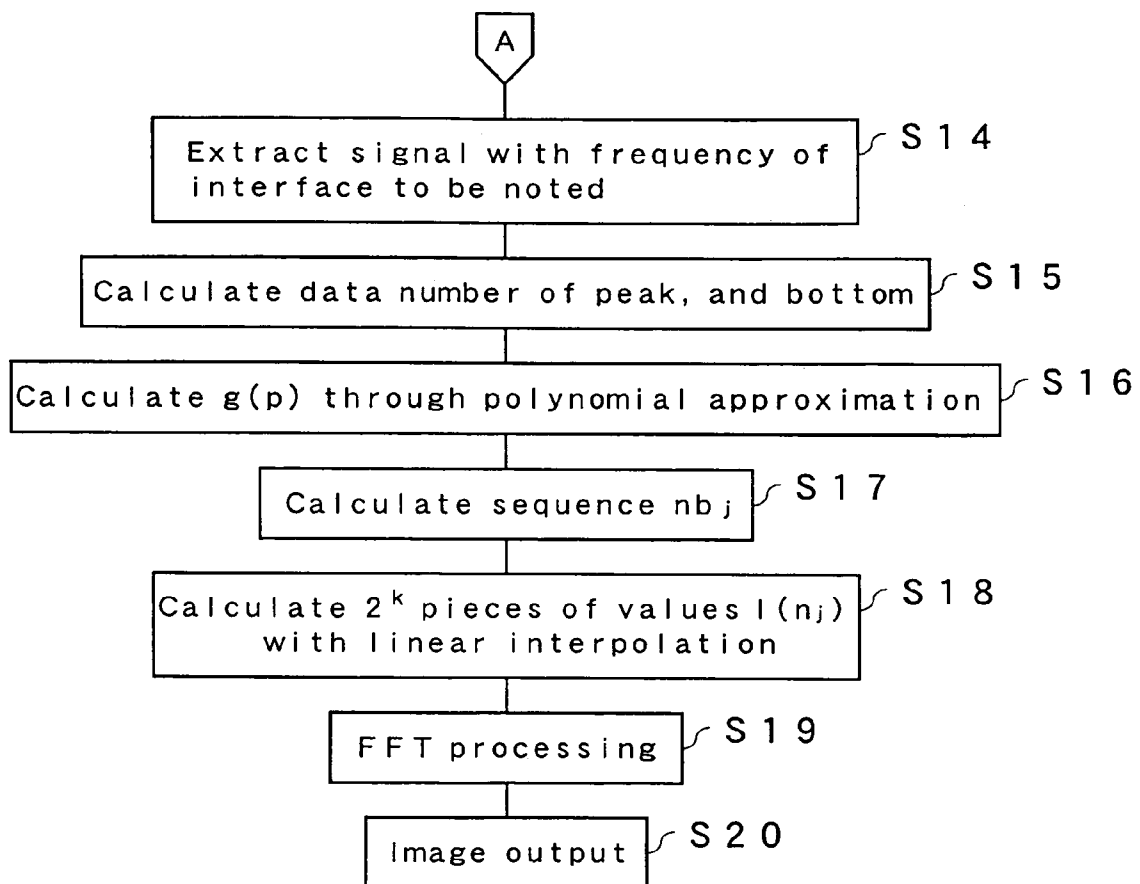 A
S14
Extract signal with frequency of
interface to be noted
S15
Calculate data number of peak, and bottom
S16
Calculate g(p) through polynomial approximation
S17
Calculate sequence nbⱼ
S18
Calculate 2ᵏ pieces of values I(nⱼ)
with linear interpolation
S19
FFT processing
S20
Image output